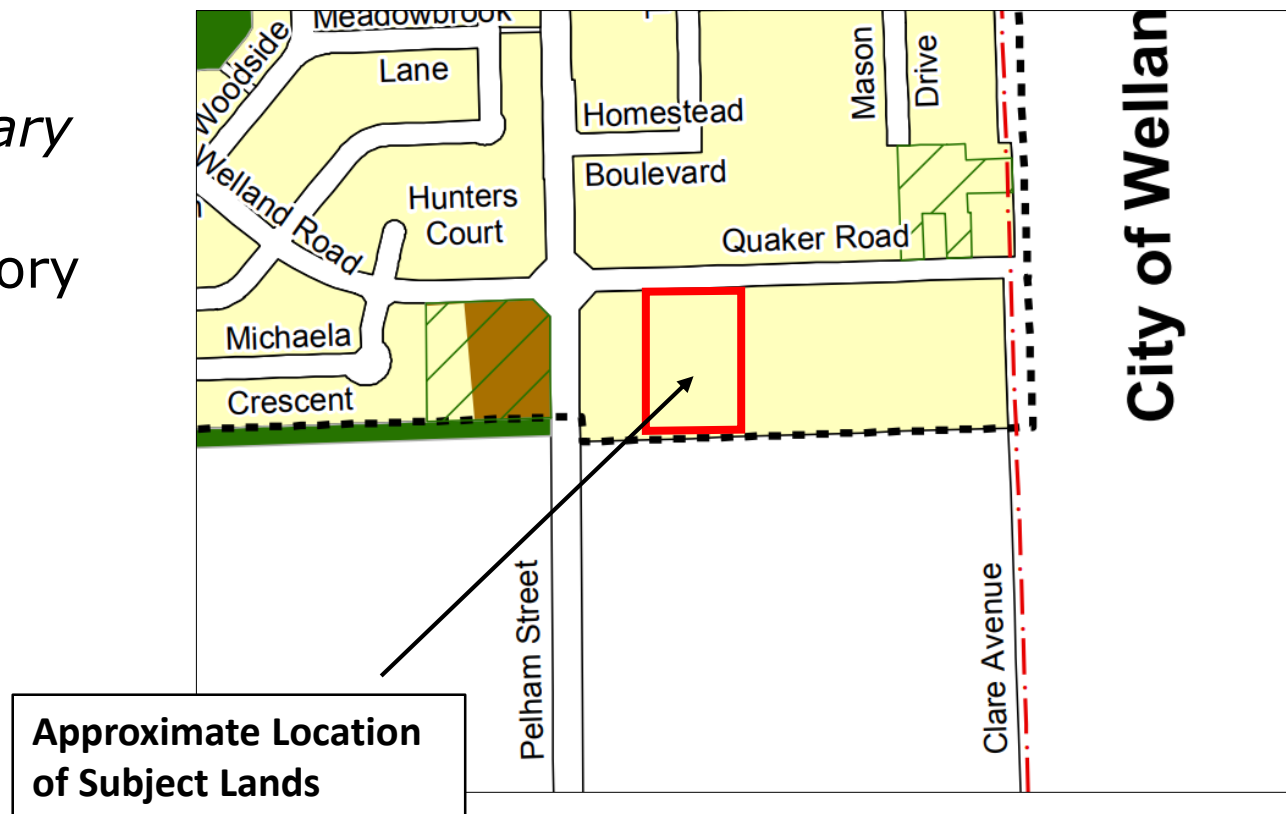 ary
ory
Meadowbrook
Lane
Woodside
Welland Road
Hunters
Court
Michaela
Crescent
Homestead
Boulevard
Mason
Drive
Quaker Road
City of Wellan
Pelham Street
Clare Avenue
Approximate Location
of Subject Lands